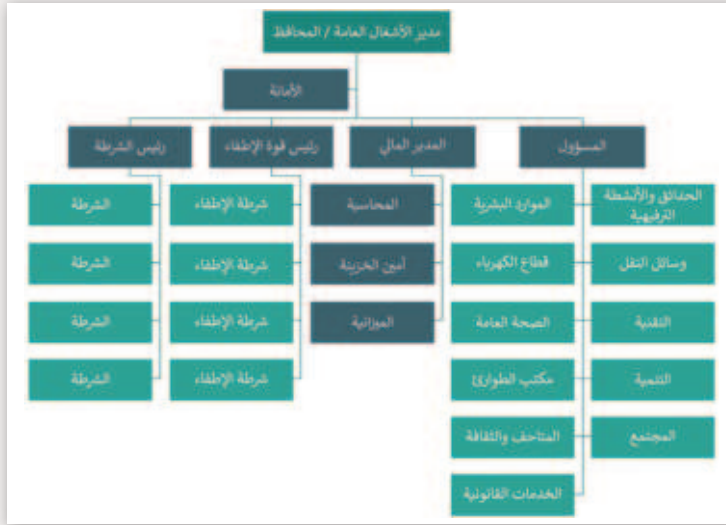 مدير الأشغال العامة / المحافظ
الأمانة
المسؤول
المدير المالي
رئيس قوة الإطفاء
رئيس الشرطة
الحدائق والأنشطة
الترفيهية
الموارد البشرية
المحاسبة
شرطة الإطفاء
الشرطة
وسائل النقل
قطاع الكهرباء
أمين الخزينة
شرطة الإطفاء
الشرطة
التقنية
الصحة العامة
الميزانية
شرطة الإطفاء
الشرطة
التنمية
مكتب الطوارئ
شرطة الإطفاء
الشرطة
المجتمع
المتاحف والثقافة
الخدمات القانونية